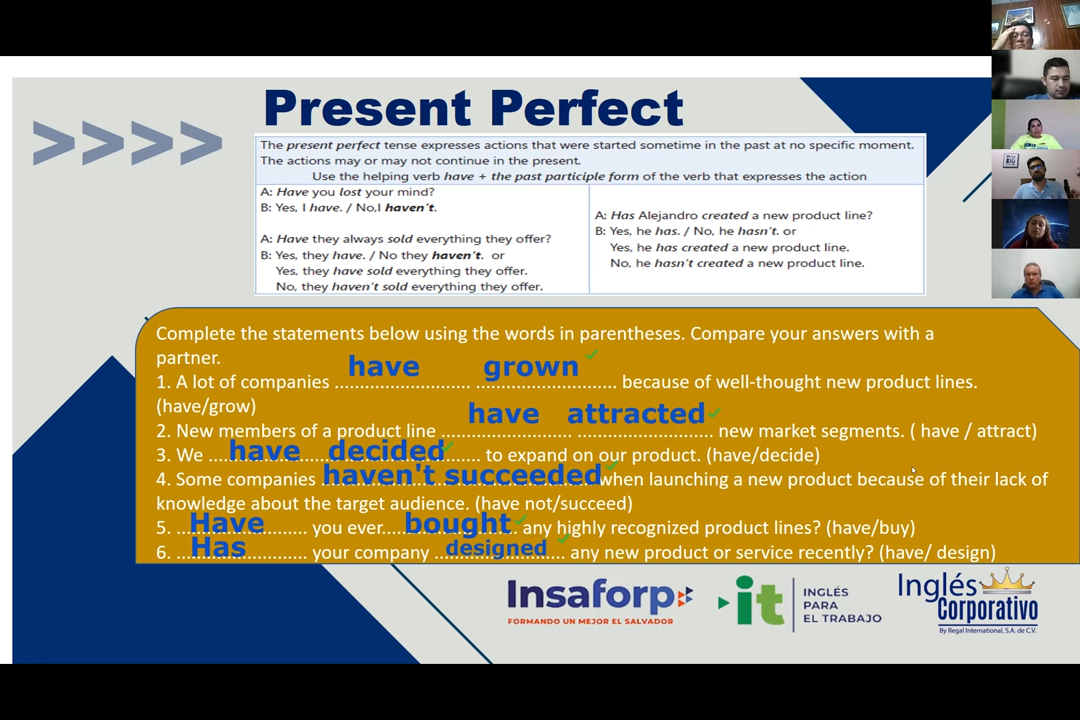 >>>>
Present Perfect
The present perfect tense expresses actions that were started sometime in the past at no specific moment.
The actions may or may not continue in the present.
Use the helping verb have + the past participle form of the verb that expresses the action
A: Have you lost your mind?
B: Yes, I have. / No,I haven't.
A: Have they always sold everything they offer?
B: Yes, they have. / No they haven't. or
Yes, they have sold everything they offer.
No, they haven't sold everything they offer.
A: Has Alejandro created a new product line?
B: Yes, he has. / No, he hasn't. or
Yes, he has created a new product line.
No, he hasn't created a new product line.
Complete the statements below using the words in parentheses. Compare your answers with a
partner.
1. A lot of companies have grown because of well-thought new product lines.
(have/grow)
2. New members of a product line have attracted new market segments. ( have / attract)
3. We have decided to expand on our product. (have/decide)
4. Some companies haven't succeeded when launching a new product because of their lack of
knowledge about the target audience. (have not/succeed)
5. Have you ever bought any highly recognized product lines? (have/buy)
6. Has your company designed any new product or service recently? (have/ design)
Insaforp
FORMANDO UN MEJOR EL SALVADOR
it
INGLÉS
PARA
EL TRABAJO
Inglés
Corporativo
By Regal International, S.A. de C.V.